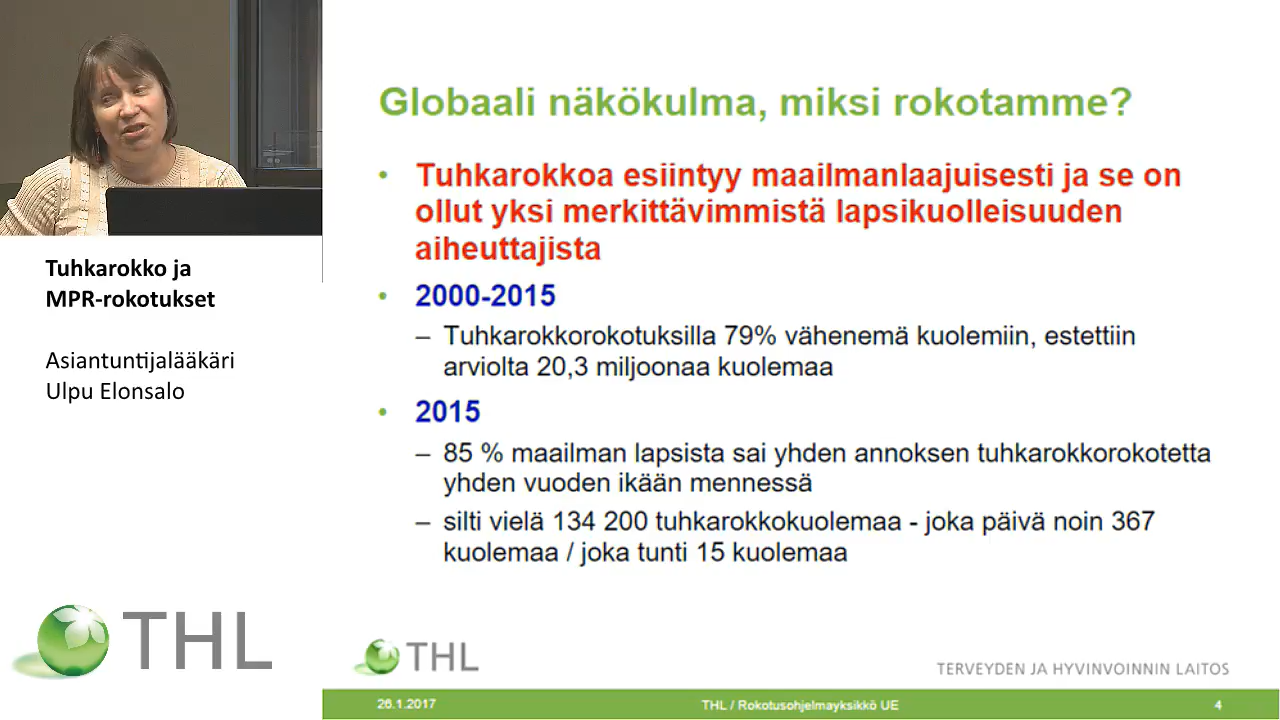 Globaali näkökulma, miksi rokotamme?
• Tuhkarokkoa esiintyy maailmanlaajuisesti ja se on
ollut yksi merkittävimmistä lapsikuolleisuuden
aiheuttajista
• 2000-2015
– Tuhkarokkorokotuksilla 79% vähenemä kuolemiin, estettiin
arviolta 20,3 miljoonaa kuolemaa
• 2015
– 85 % maailman lapsista sai yhden annoksen tuhkarokkorokotetta
yhden vuoden ikään mennessä
– silti vielä 134 200 tuhkarokkokuolemaa - joka päivä noin 367
kuolemaa / joka tunti 15 kuolemaa
Tuhkarokko ja
MPR-rokotukset
Asiantuntijalääkäri
Ulpu Elonsalo
THL
THL
TERVEYDEN JA HYVINVOINNIN LAITOS
26.1.2017
THL / Rokotusohjelmayksikkö UE
4